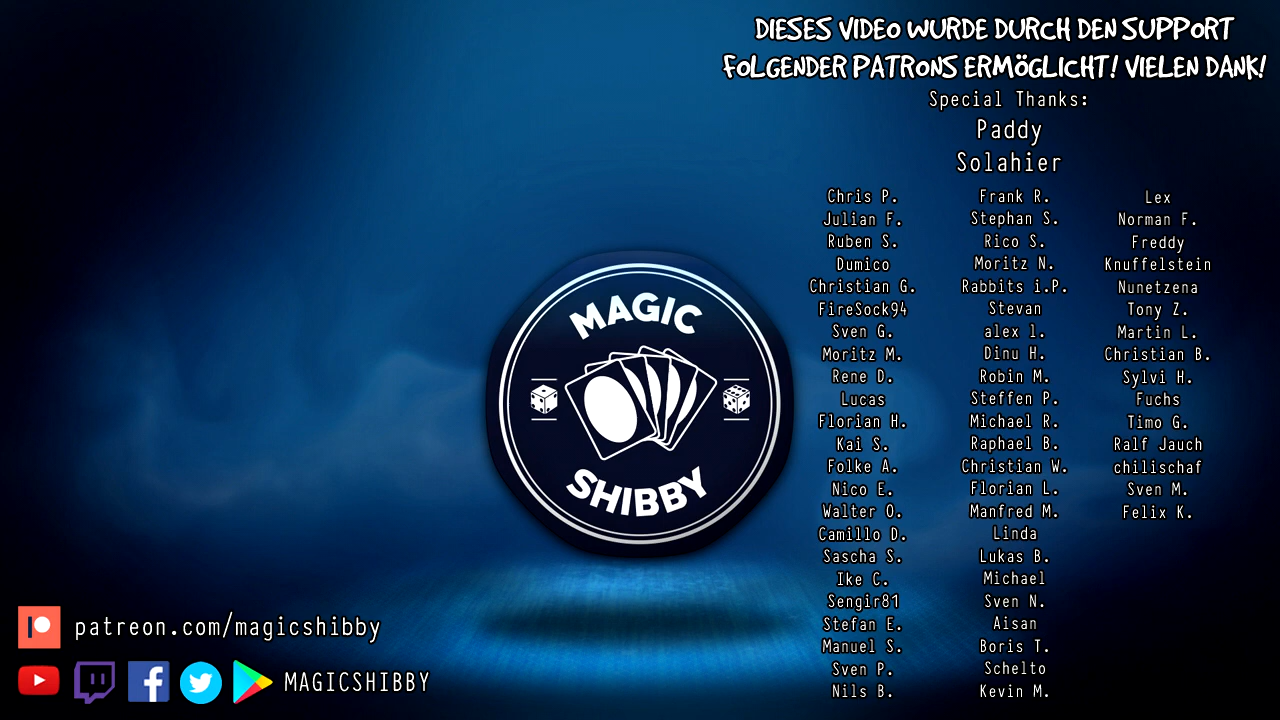 DIESES VIDEO WURDE DURCH DEN SUPPORT
FOLGENDER PATRONS ERMÖGLICHT! VIELEN DANK!
Special Thanks:
Paddy
Solahier
Chris P.
Julian F.
Ruben S.
Dumico
Christian G.
FireSock94
Sven G.
Moritz M.
Rene D.
Lucas
Florian H.
Kai S.
Folke A.
Nico E.
Walter O.
Camillo D.
Sascha S.
Ike C.
Sengir81
Stefan E.
Manuel S.
Sven P.
Nils B.
Frank R.
Stephan S.
Rico S.
Moritz N.
Rabbits i.P.
Stevan
alex l.
Dinu H.
Robin M.
Steffen P.
Michael R.
Raphael B.
Christian W.
Florian L.
Manfred M.
Linda
Lukas B.
Michael
Sven N.
Aisan
Boris T.
Schelto
Kevin M.
Lex
Norman F.
Freddy
Knuffelstein
Nunetzena
Tony Z.
Martin L.
Christian B.
Sylvi H.
Fuchs
Timo G.
Ralf Jauch
chilischaf
Sven M.
Felix K.
MAGIC
SHIBBY
patreon.com/magicshibby
MAGICSHIBBY